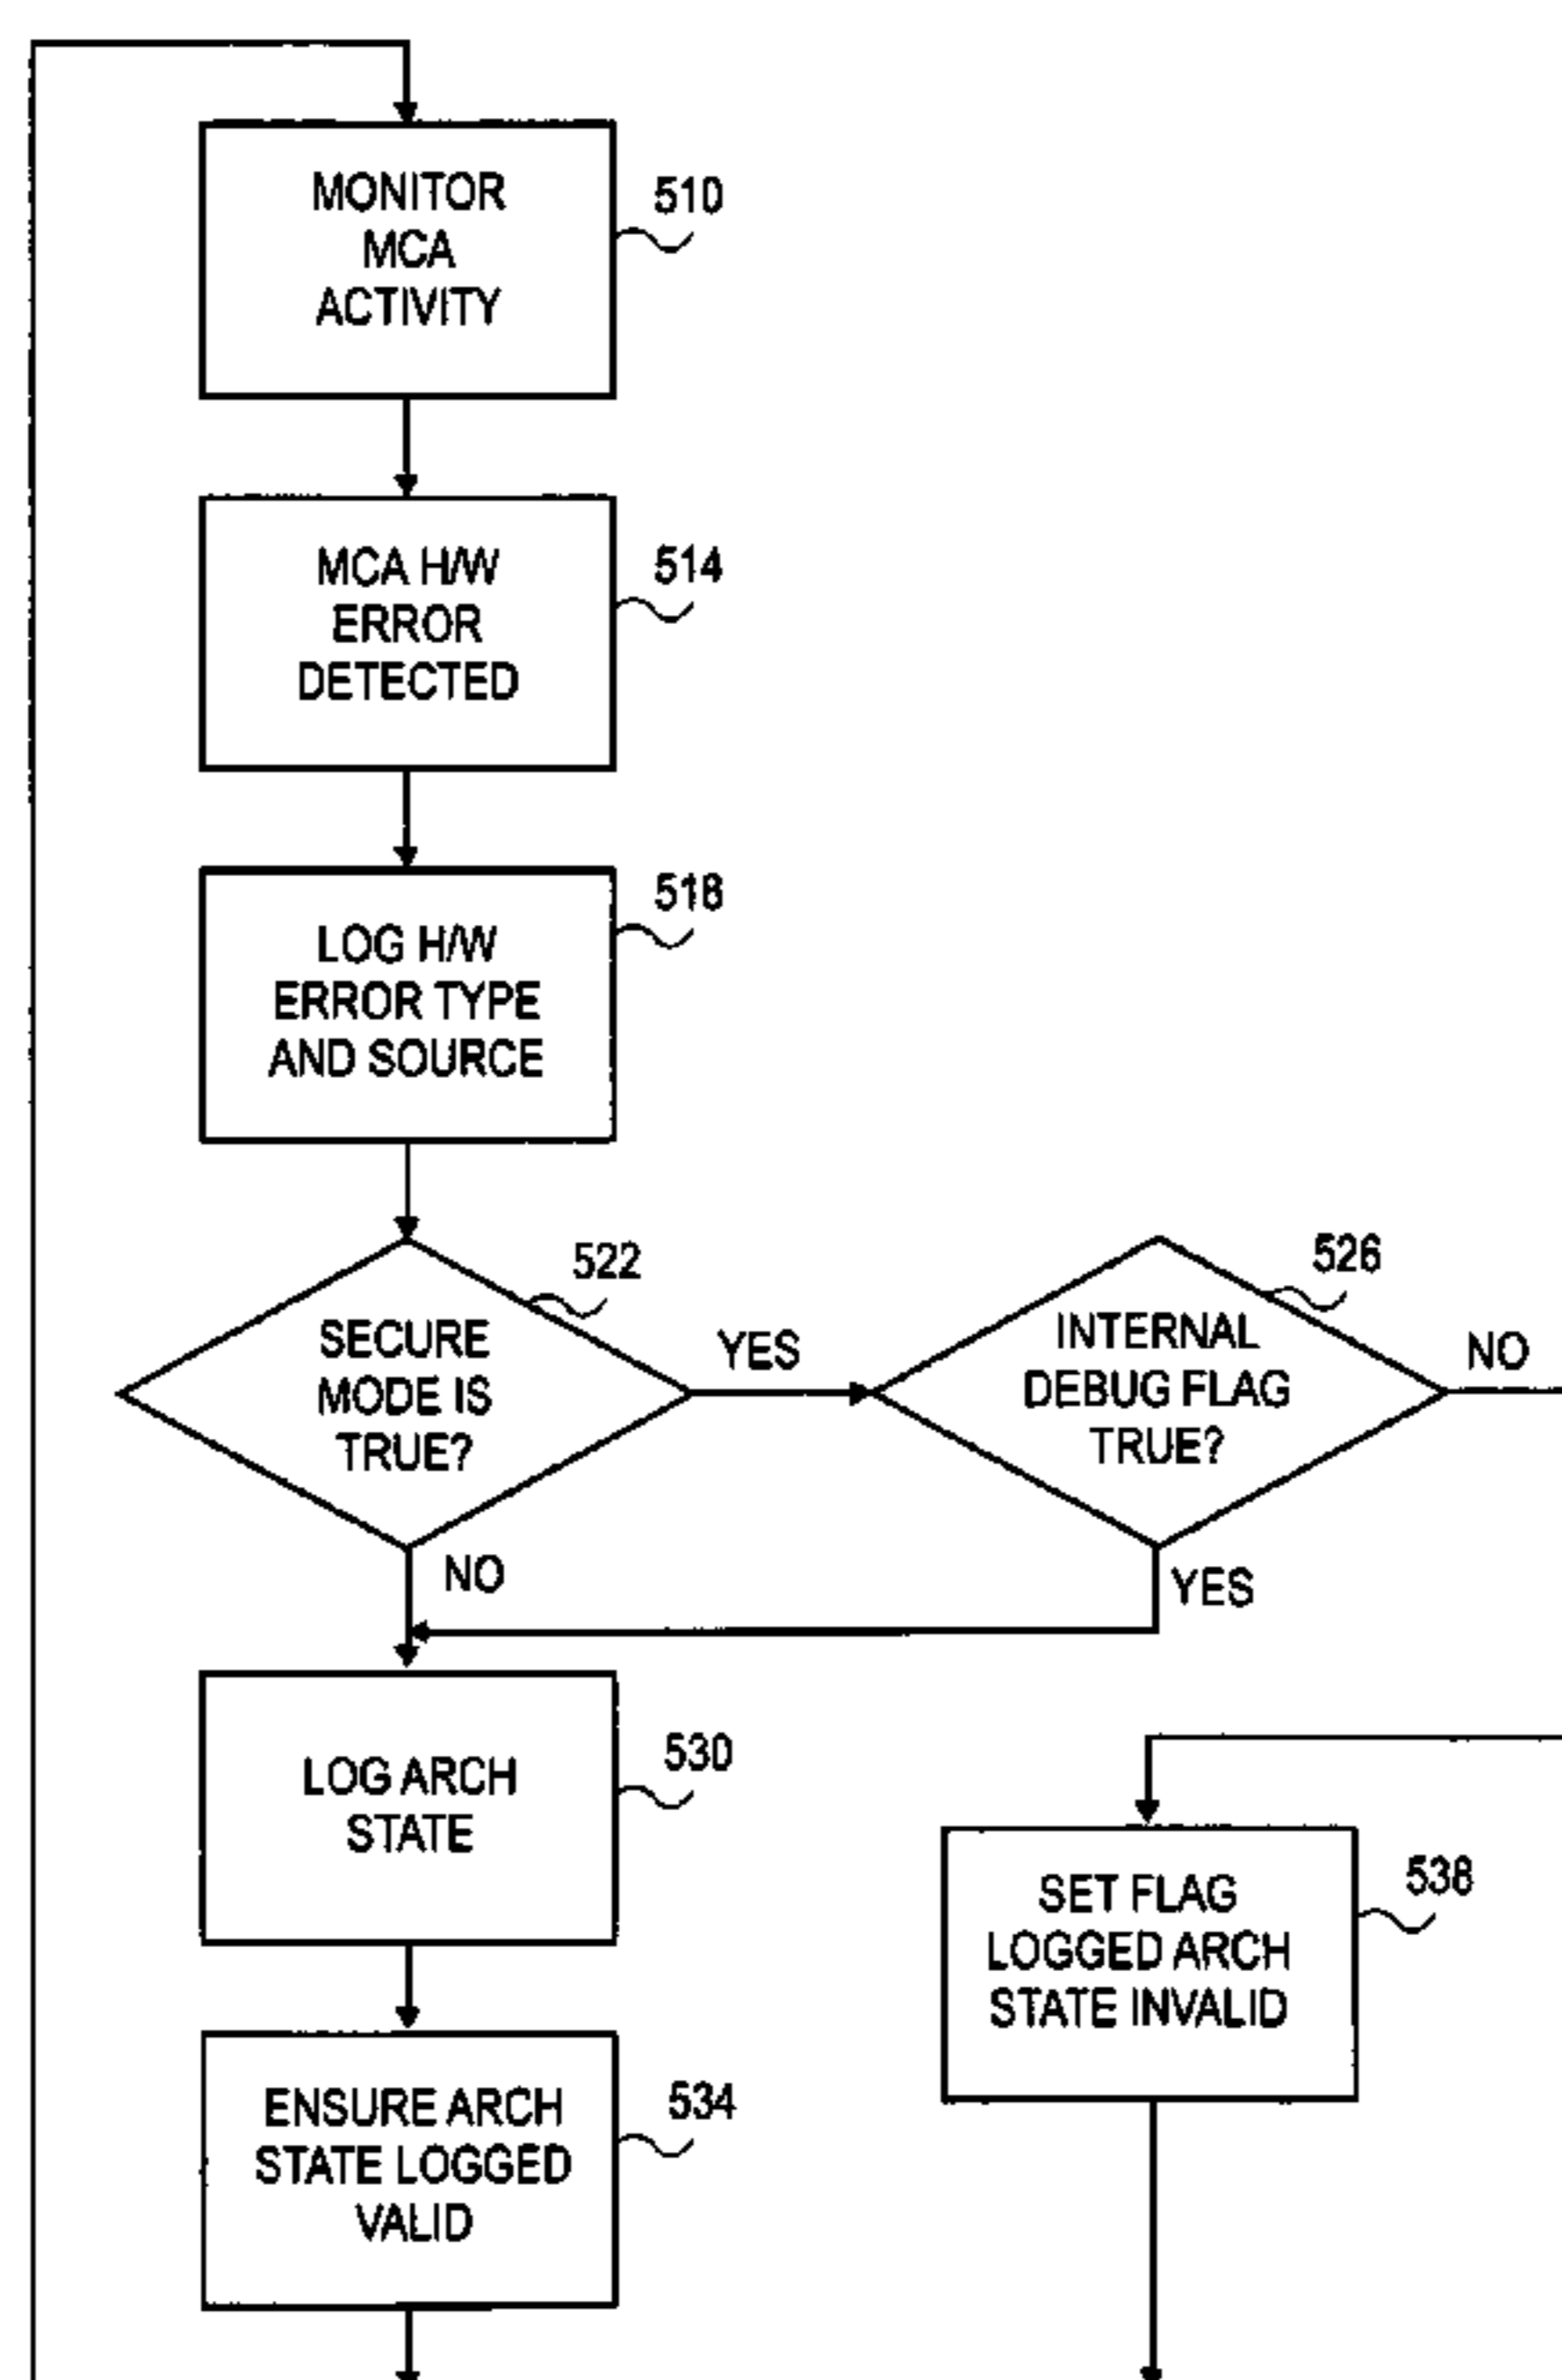 MONITOR
MCA
ACTIVITY
510
MCA H/W
ERROR
DETECTED
514
LOG H/W
ERROR TYPE
AND SOURCE
518
SECURE
MODE IS
TRUE?
522
YES
NO
INTERNAL
DEBUG FLAG
TRUE?
526
NO
YES
LOG ARCH
STATE
530
SET FLAG
LOGGED ARCH
STATE INVALID
538
ENSURE ARCH
STATE LOGGED
VALID
534